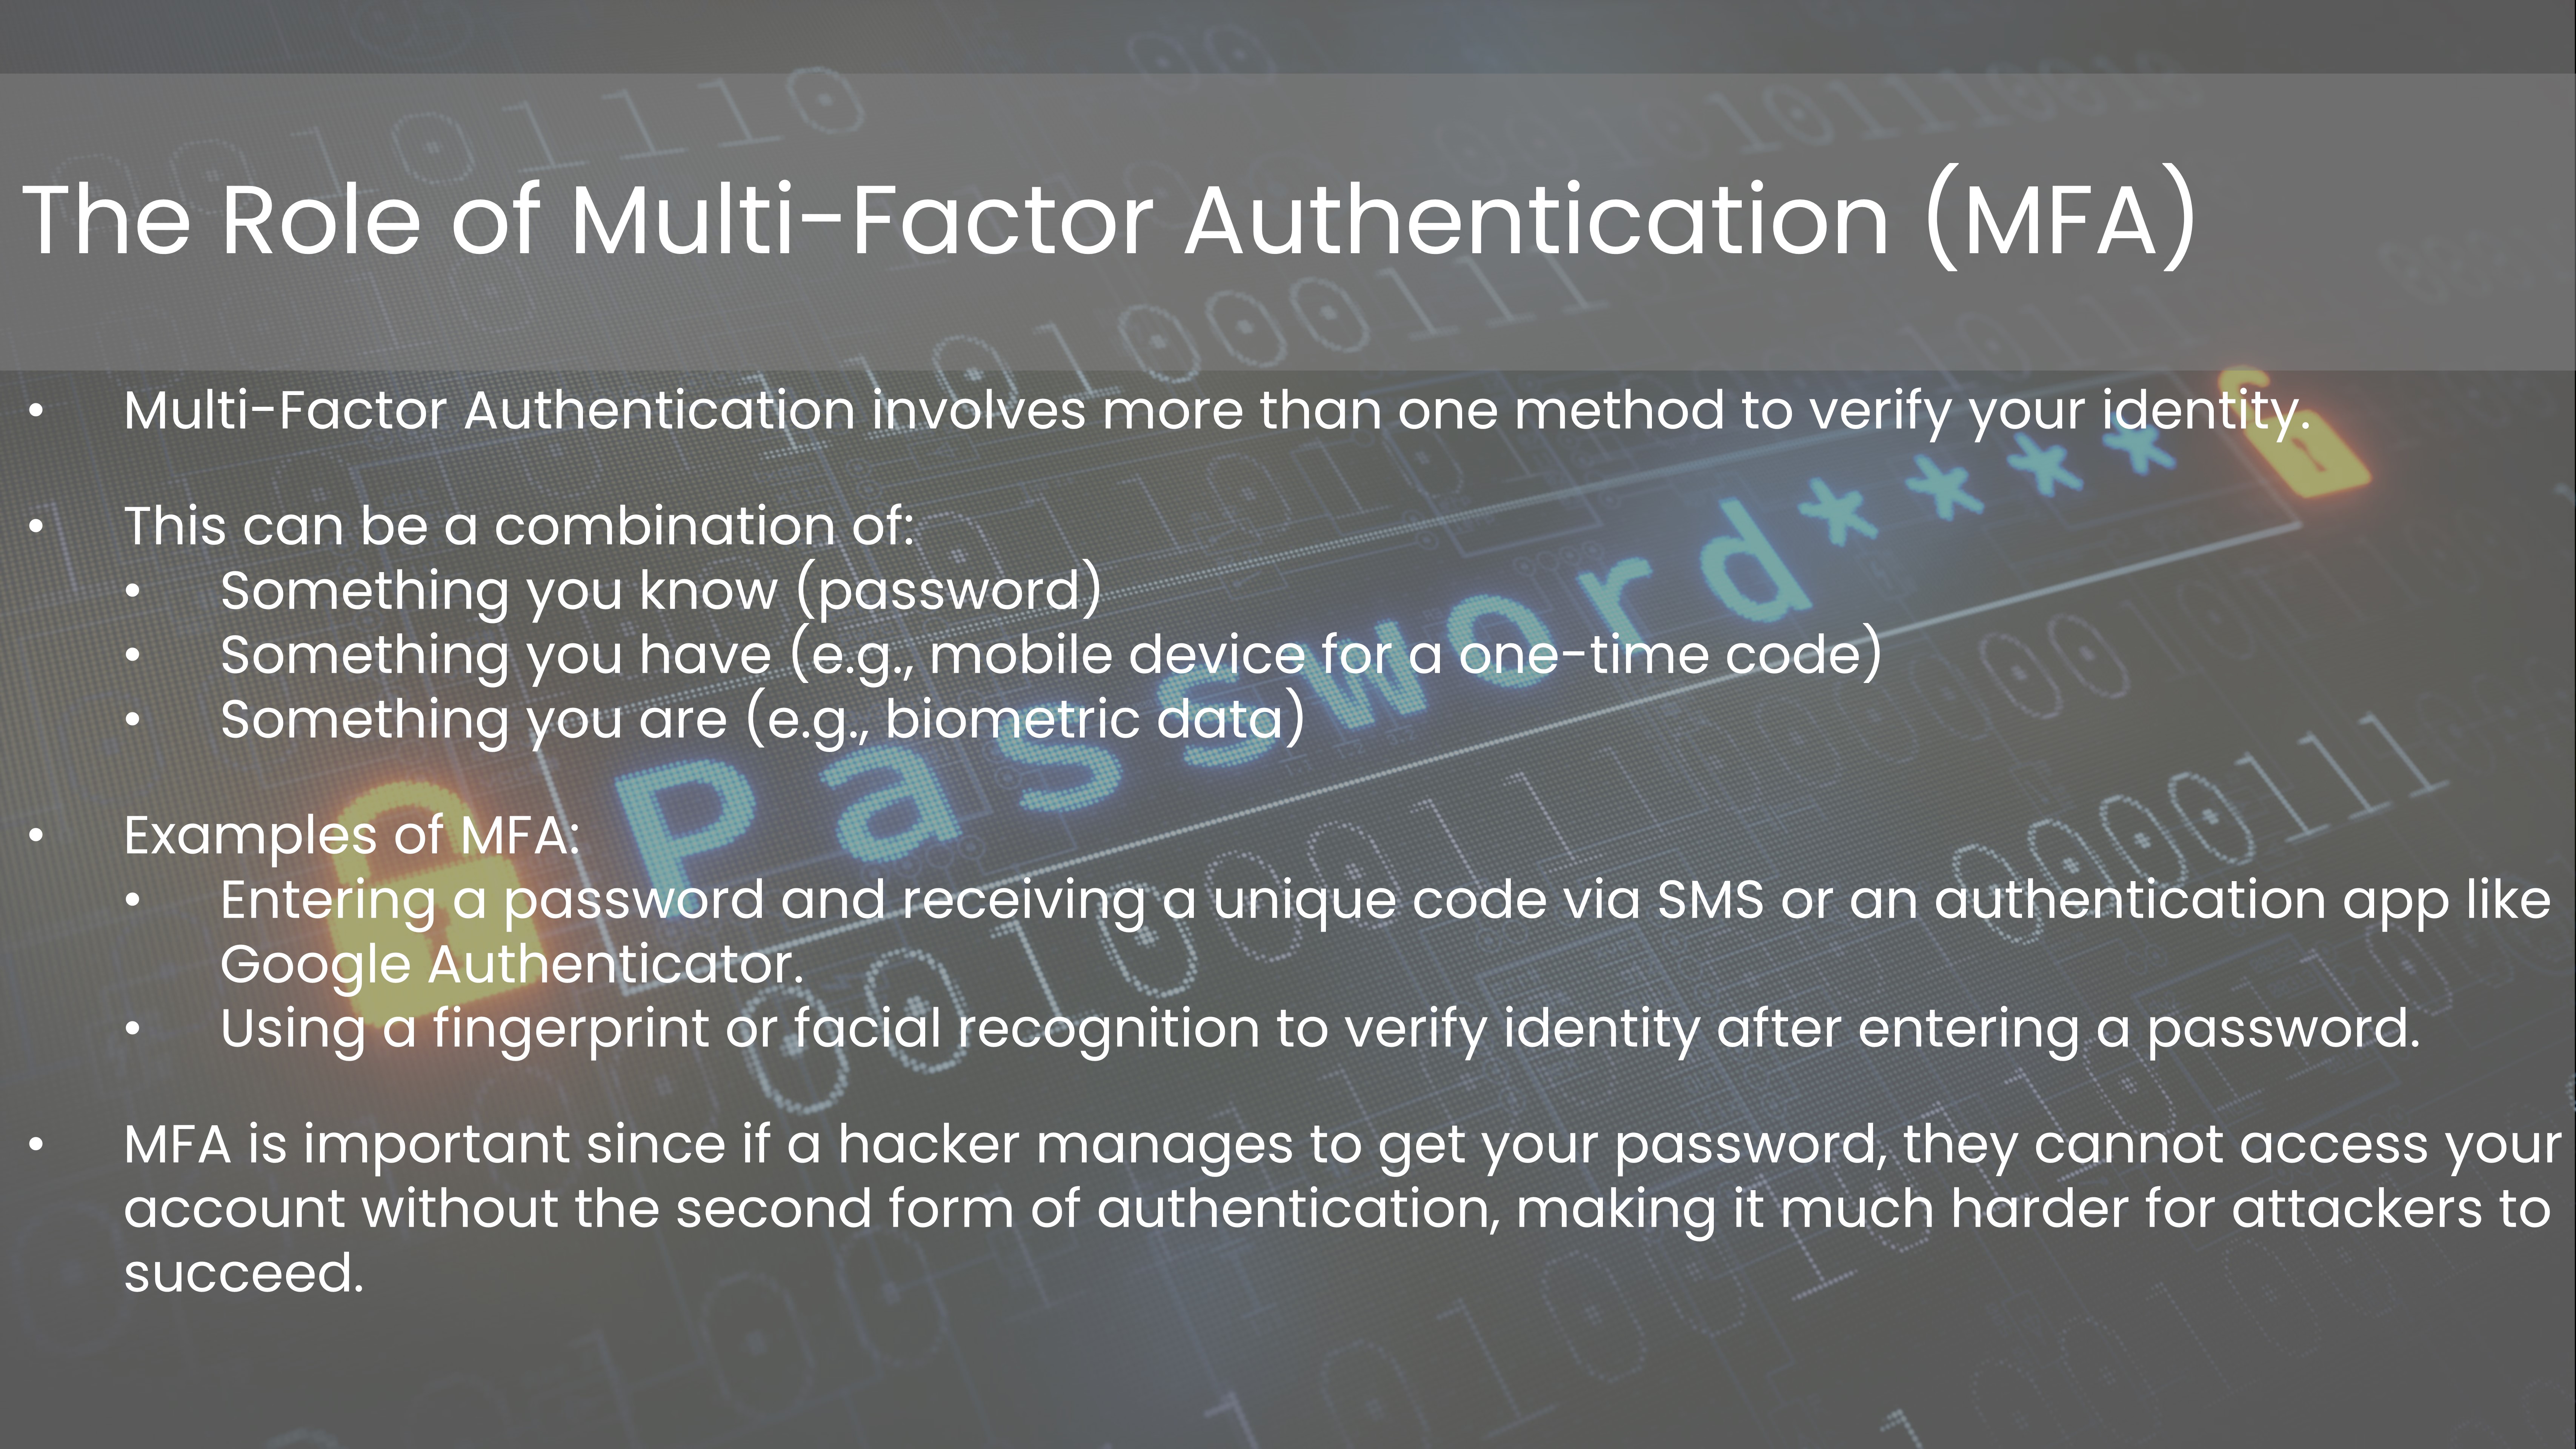 The Role of Multi-Factor Authentication (MFA)
• Multi-Factor Authentication involves more than one method to verify your identity.
• This can be a combination of:
• Something you know (password)
• Something you have (e.g., mobile device for a one-time code)
• Something you are (e.g., biometric data)
• Examples of MFA:
• Entering a password and receiving a unique code via SMS or an authentication app like
Google Authenticator.
• Using a fingerprint or facial recognition to verify identity after entering a password.
• MFA is important since if a hacker manages to get your password, they cannot access your
account without the second form of authentication, making it much harder for attackers to
succeed.
Password****